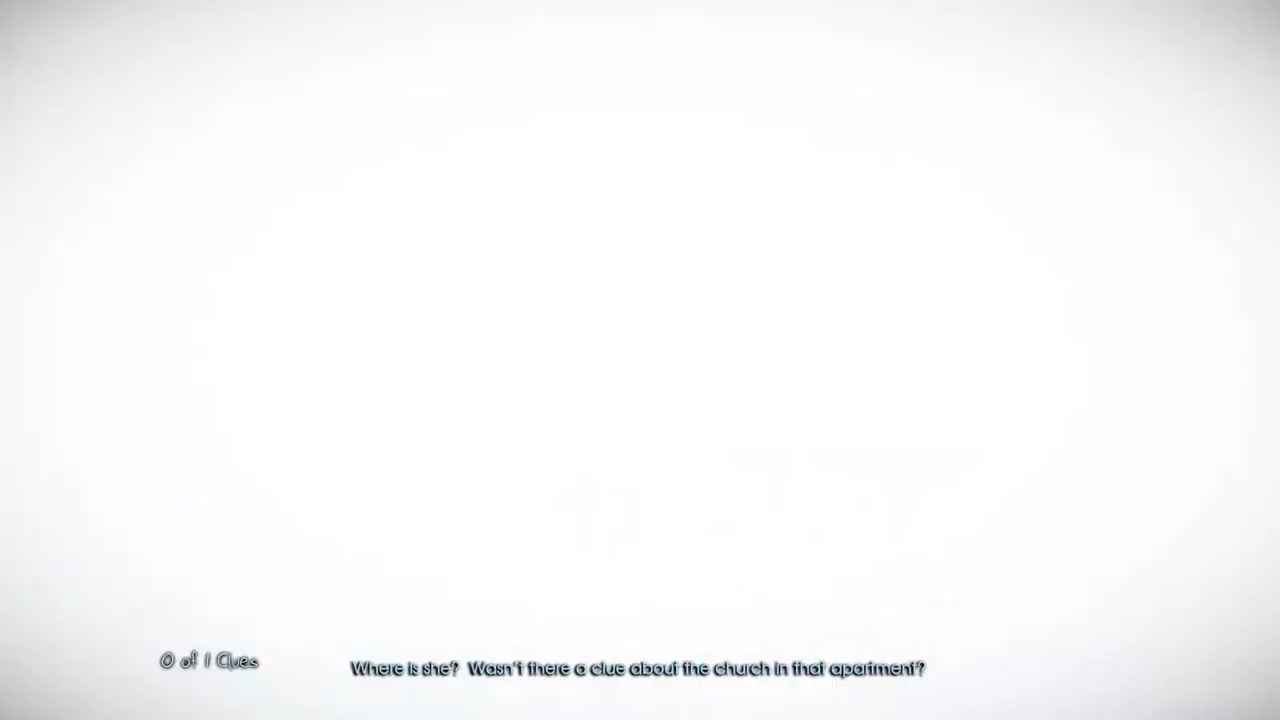 0 of 1 Clues
Where is she?  Wasn't there a clue about the church in that apartment?